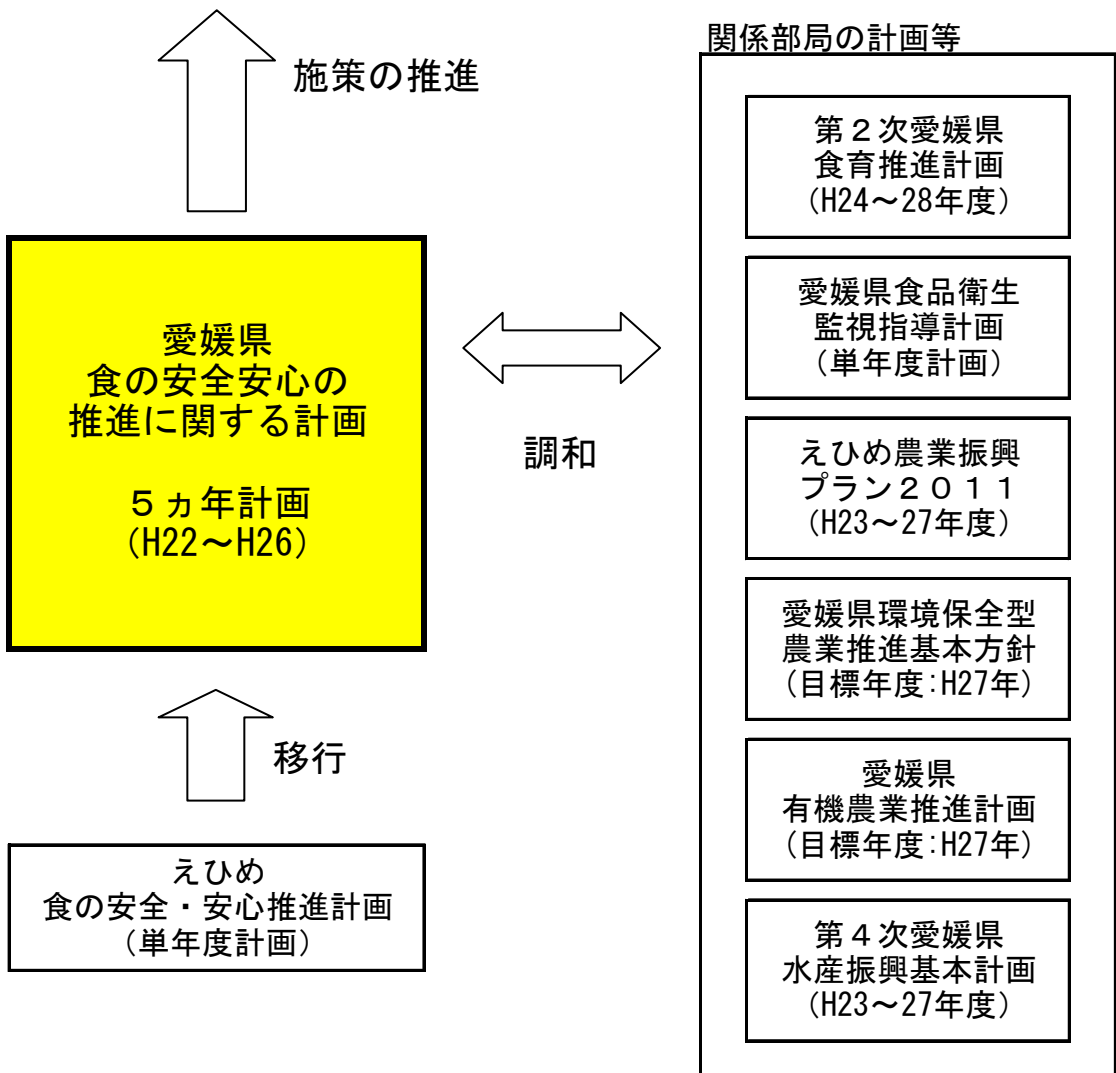 施策の推進
愛媛県
食の安全安心の
推進に関する計画
５ヵ年計画
(H22～H26)
移行
えひめ
食の安全・安心推進計画
(単年度計画)
調和
関係部局の計画等
第２次愛媛県
食育推進計画
(H24～28年度)
愛媛県食品衛生
監視指導計画
(単年度計画)
えひめ農業振興
プラン２０１１
(H23～27年度)
愛媛県環境保全型
農業推進基本方針
(目標年度:H27年)
愛媛県
有機農業推進計画
(目標年度:H27年)
第４次愛媛県
水産振興基本計画
(H23～27年度)